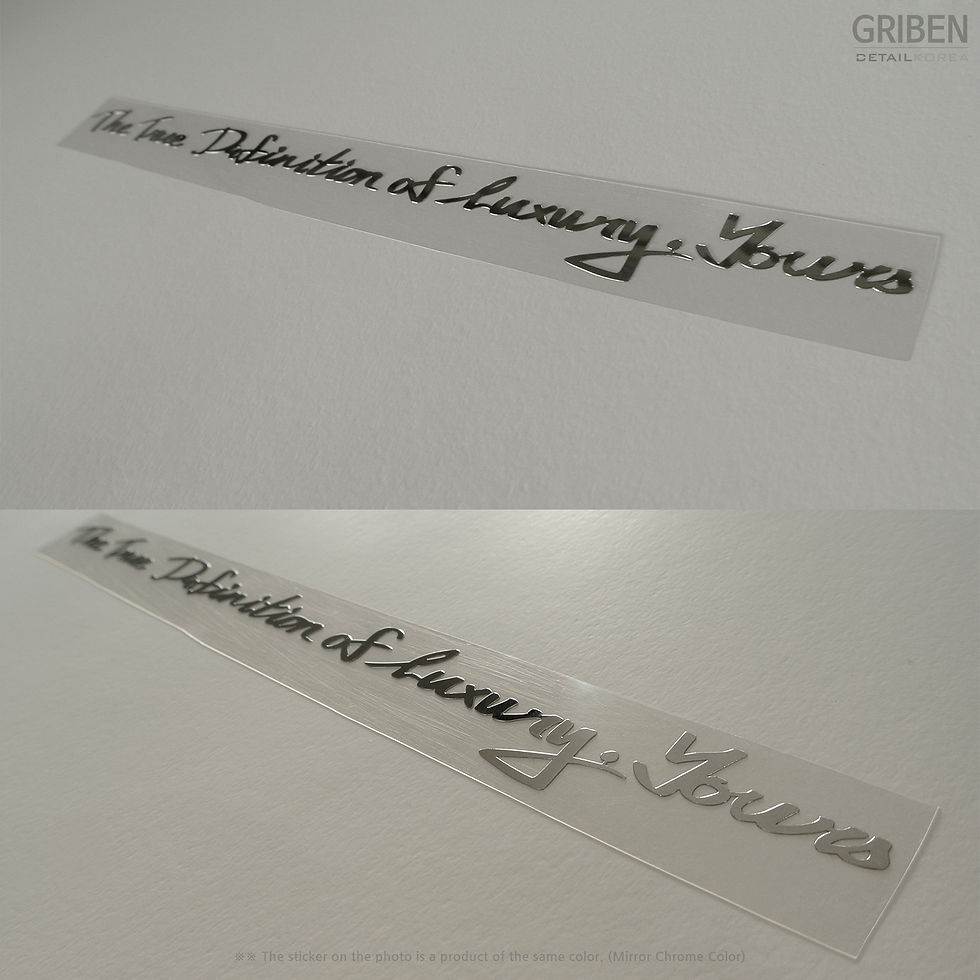 GRIBEN
DETAILKOREA
The True Definition of Luxury. Yours
The True Definition of Luxury. Yours
※※ The sticker on the photo is a product of the same color. (Mirror Chrome Color)